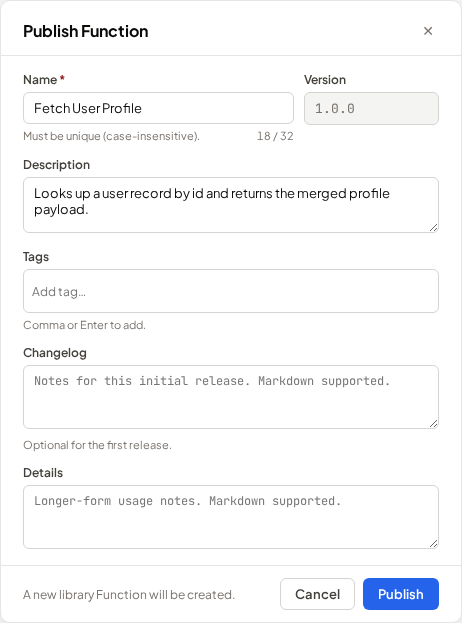 Publish Function
×
Name *
Version
Fetch User Profile
1.0.0
Must be unique (case-insensitive).
18 / 32
Description
Looks up a user record by id and returns the merged profile
payload.
Tags
Add tag…
Comma or Enter to add.
Changelog
Notes for this initial release. Markdown supported.
Optional for the first release.
Details
Longer-form usage notes. Markdown supported.
A new library Function will be created.
Cancel
Publish